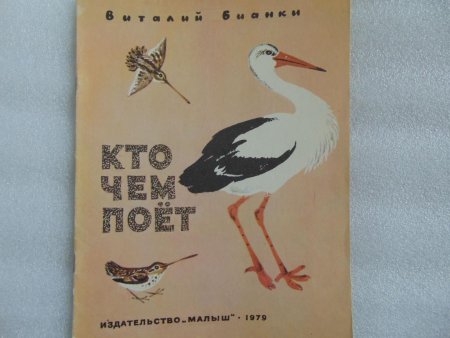 Виталий Бианки
КТО
ЧЕМ
ПОЁТ
ИЗДАТЕЛЬСТВО „МАЛЫШ" · 1979